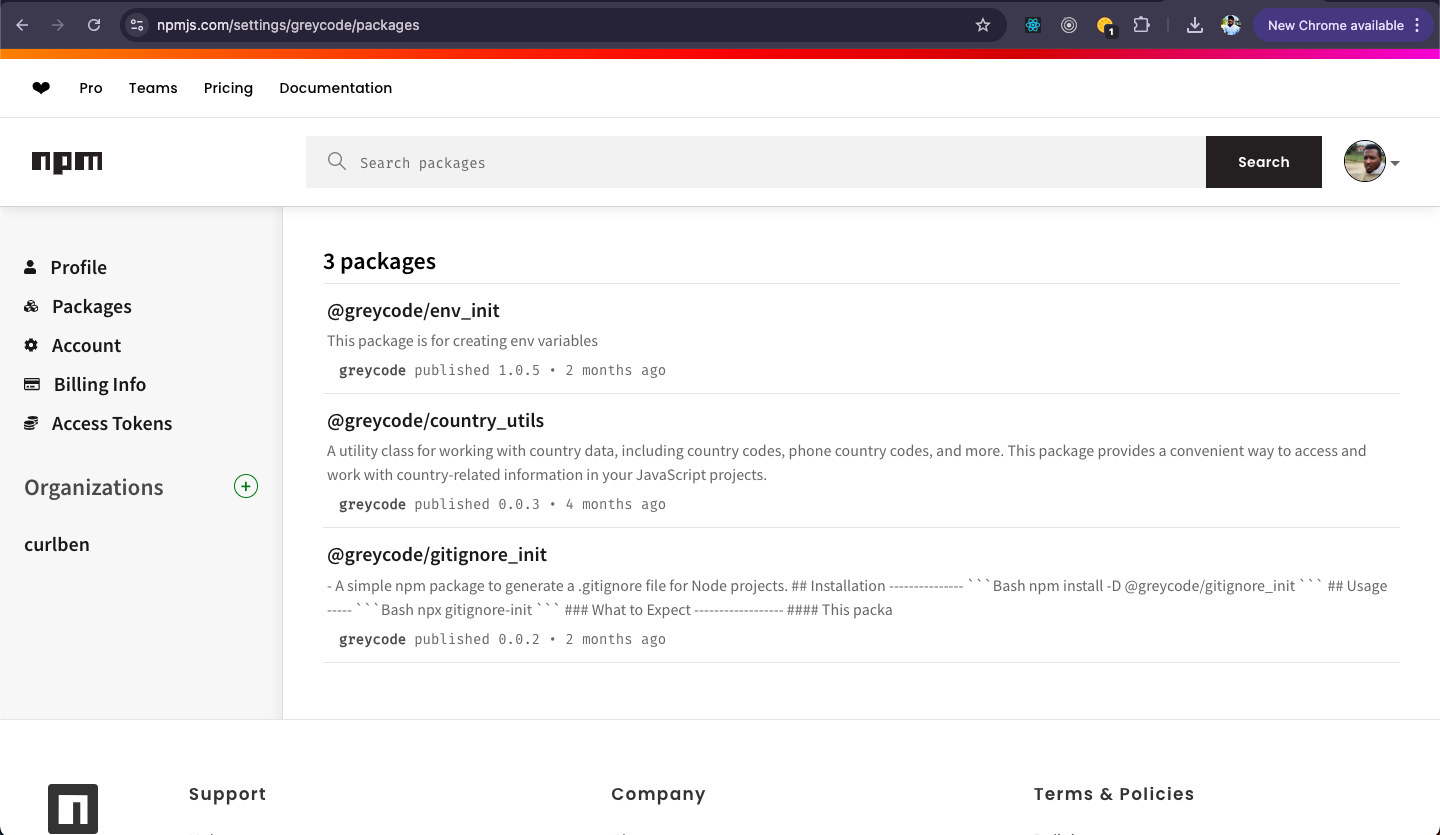 npmjs.com/settings/greycode/packages
1
New Chrome available
Pro
Teams
Pricing
Documentation
npm
Search packages
Search
Profile
Packages
Account
Billing Info
Access Tokens
Organizations
curlben
3 packages
@greycode/env_init
This package is for creating env variables
greycode published 1.0.5 • 2 months ago
@greycode/country_utils
A utility class for working with country data, including country codes, phone country codes, and more. This package provides a convenient way to access and
work with country-related information in your JavaScript projects.
greycode published 0.0.3 • 4 months ago
@greycode/gitignore_init
- A simple npm package to generate a .gitignore file for Node projects. ## Installation --------------- ```Bash npm install -D @greycode/gitignore_init ``` ## Usage
----- ```Bash npx gitignore-init ``` ### What to Expect ------------------ #### This packa
greycode published 0.0.2 • 2 months ago
Support
Company
Terms & Policies